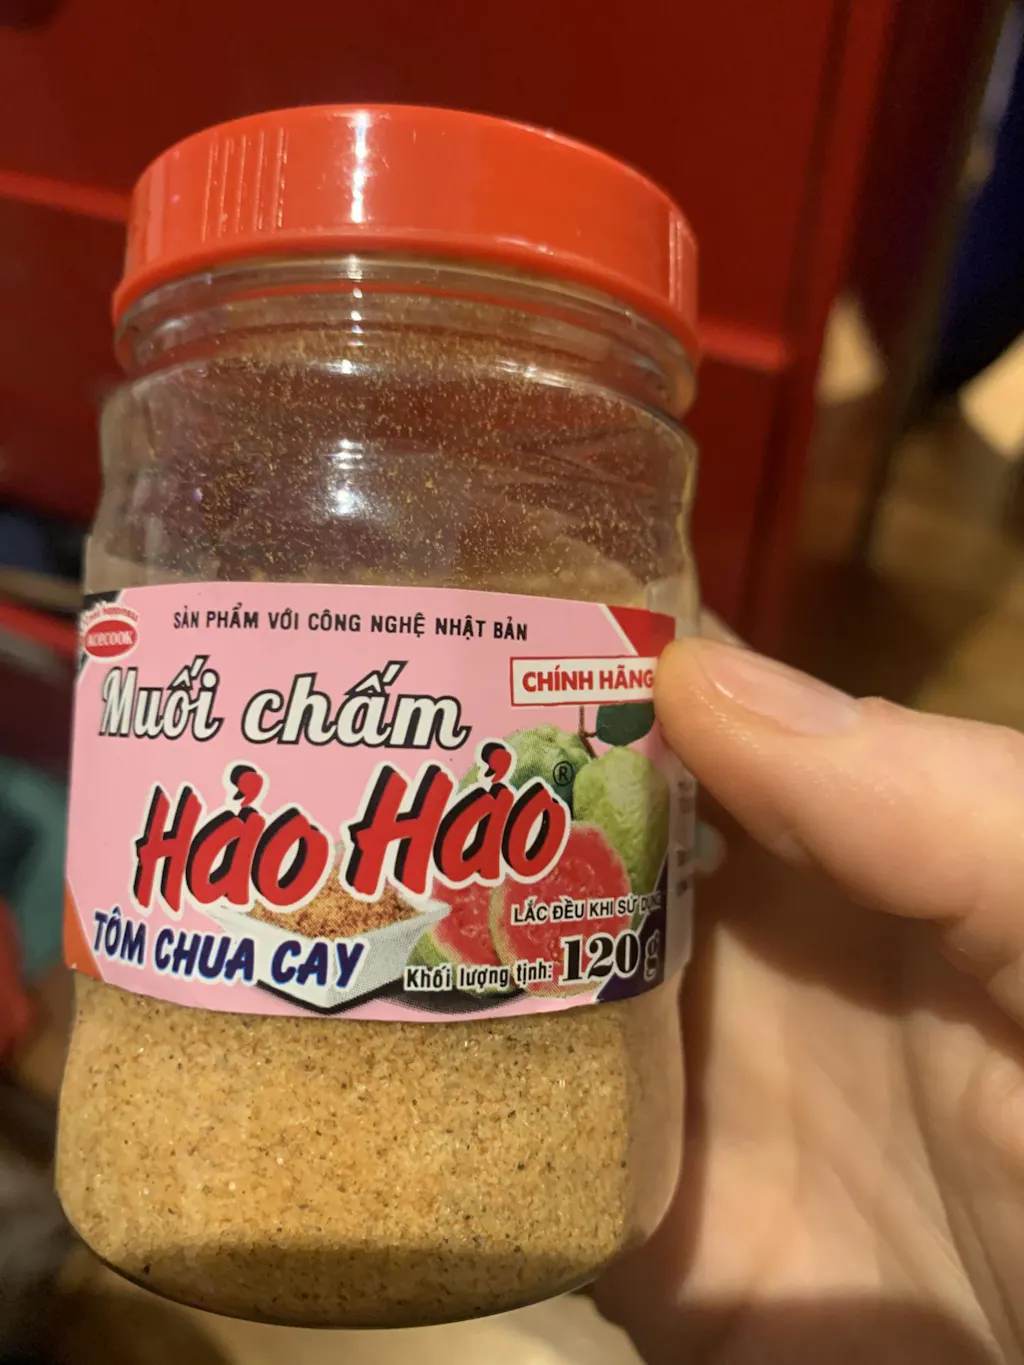 ACECOOK
SẢN PHẨM VỚI CÔNG NGHỆ NHẬT BẢN
CHÍNH HÃNG
Muối chấm
Hảo Hảo ®
TÔM CHUA CAY
LẮC ĐỀU KHI SỬ DỤNG
Khối lượng tịnh: 120g